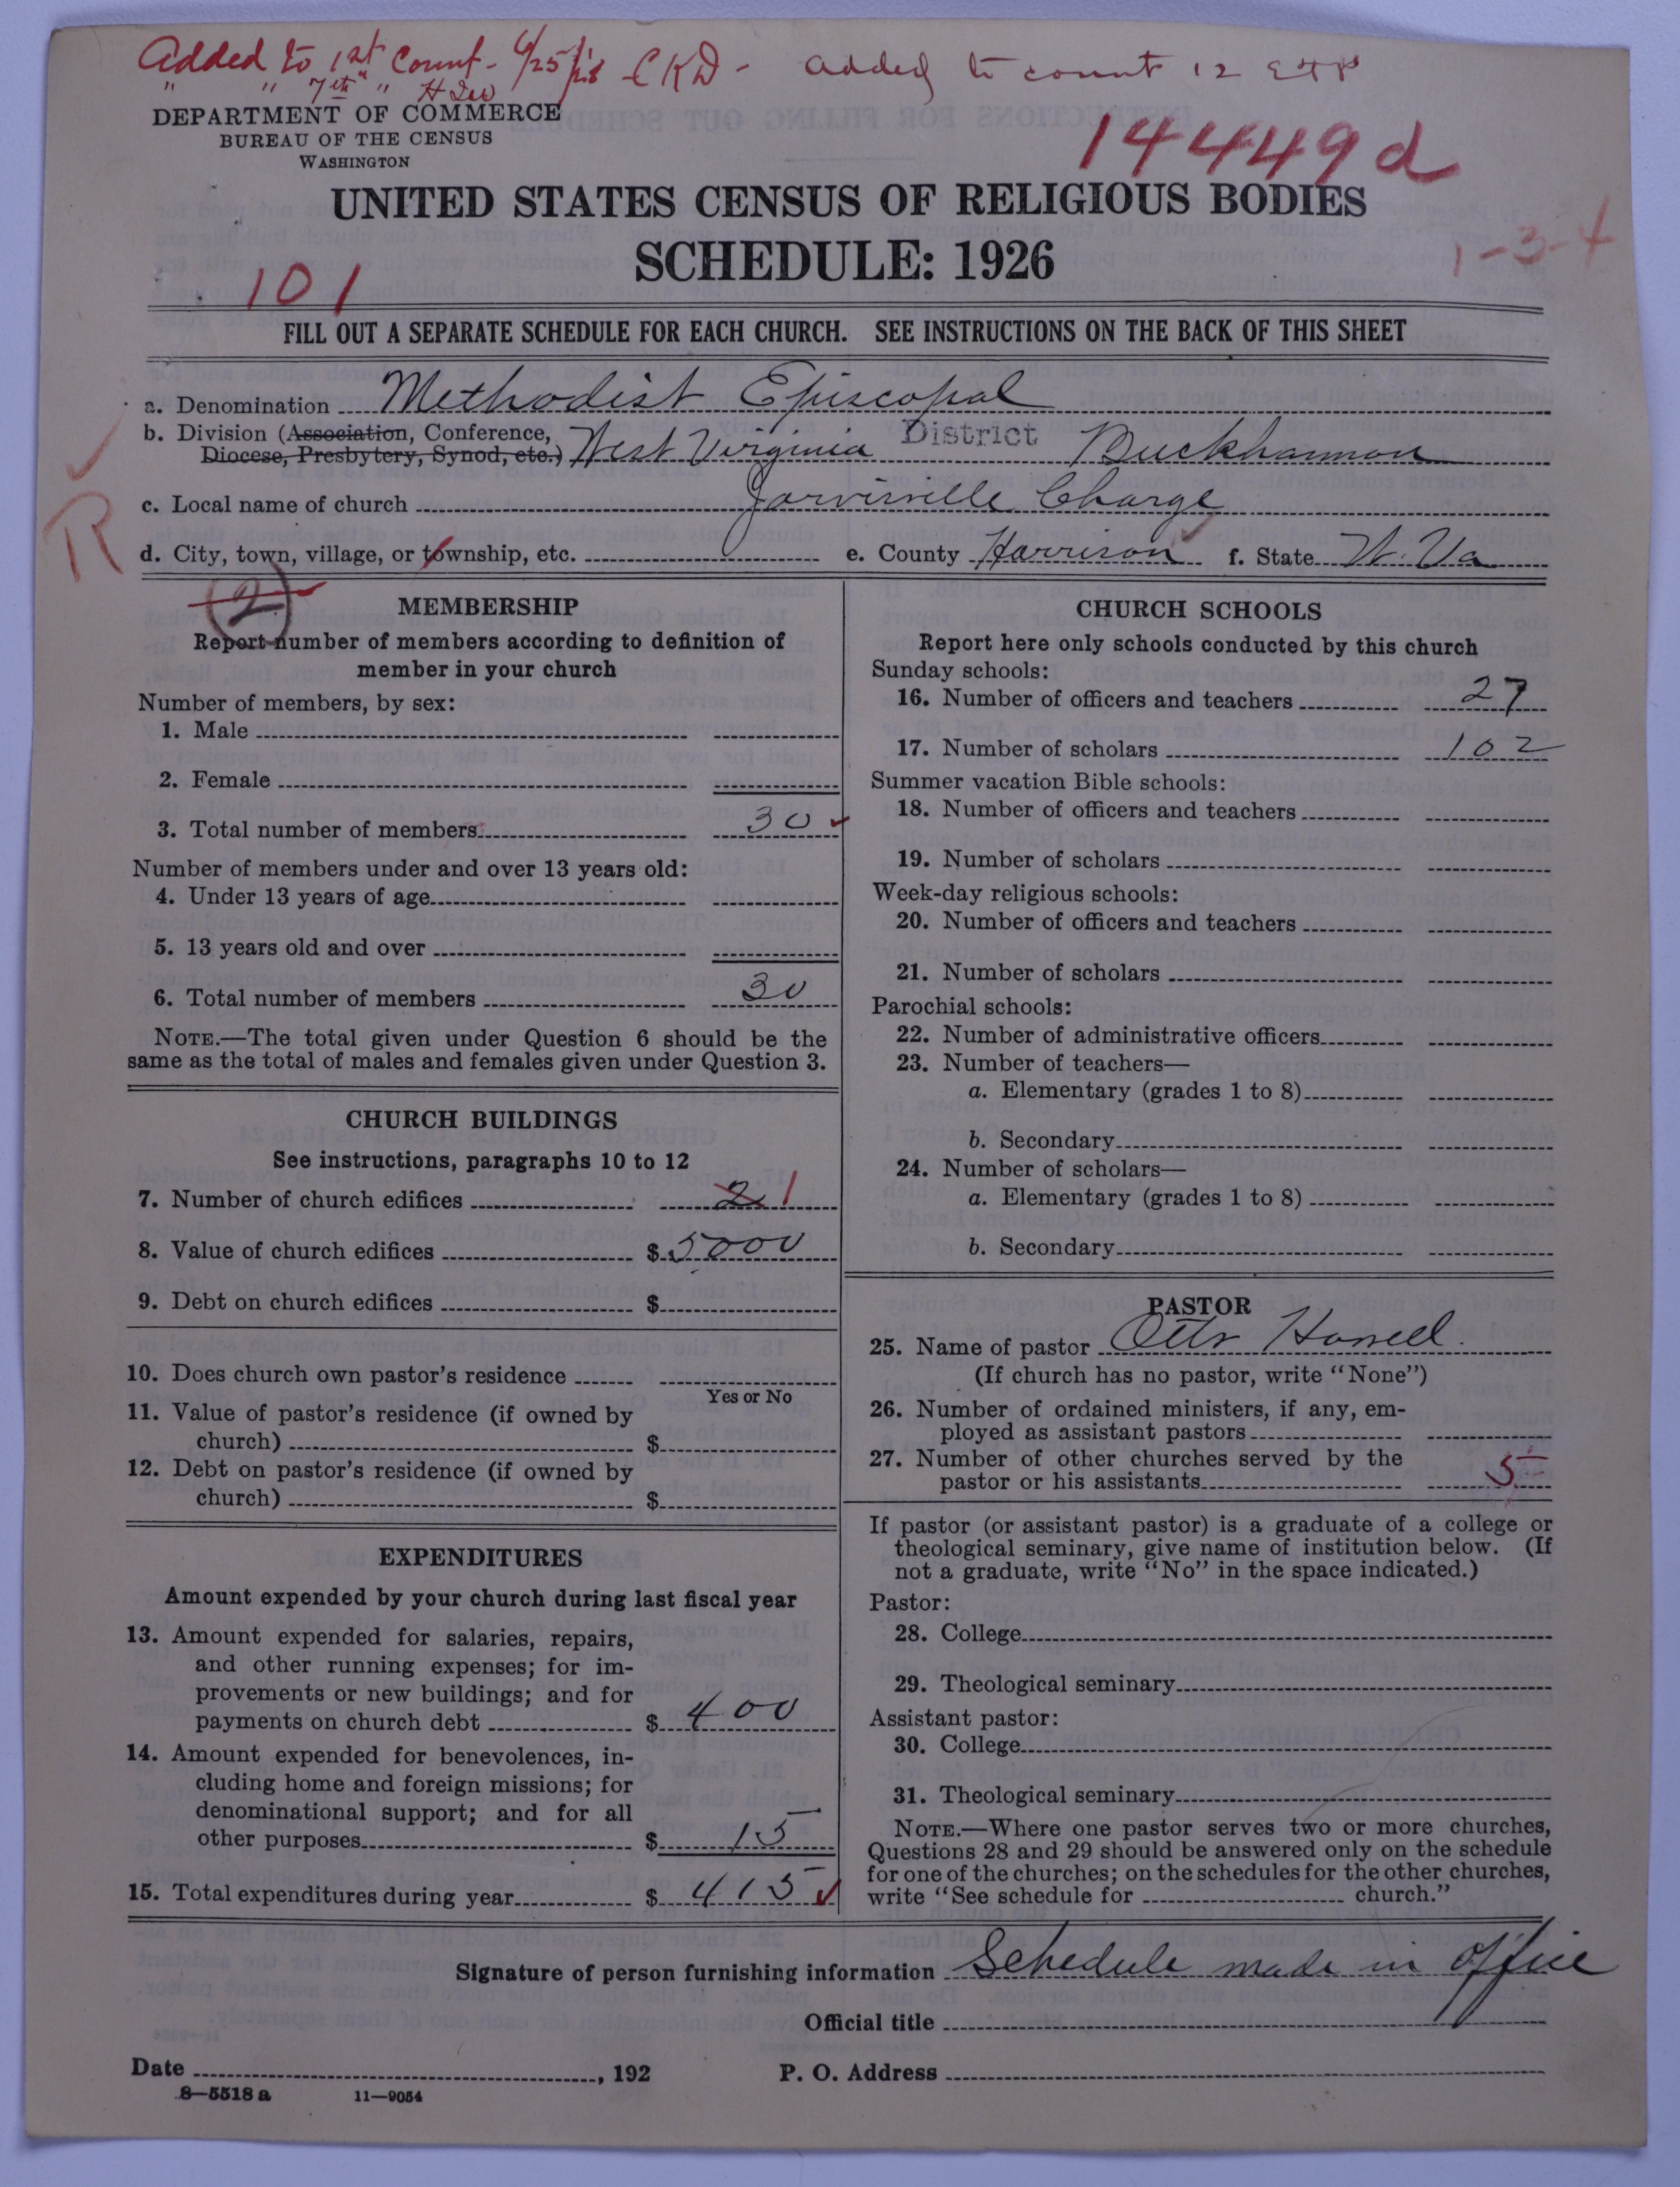 Added to 1st Count - 6/25/28 - CKD - Added to count 12 ETP
" " 7th " "
DEPARTMENT OF COMMERCE
BUREAU OF THE CENSUS
WASHINGTON
14449 d
UNITED STATES CENSUS OF RELIGIOUS BODIES
SCHEDULE: 1926
1-3-4
101
FILL OUT A SEPARATE SCHEDULE FOR EACH CHURCH. SEE INSTRUCTIONS ON THE BACK OF THIS SHEET
a. Denomination Methodist Episcopal
b. Division (Association, Conference, Diocese, Presbytery, Synod, etc.) West Virginia District Buckhannon
R
c. Local name of church Jarvisville Charge
d. City, town, village, or township, etc. e. County Harrison f. State W. Va
2
MEMBERSHIP
Report number of members according to definition of
member in your church
Number of members, by sex:
1. Male
2. Female
3. Total number of members 30
Number of members under and over 13 years old:
4. Under 13 years of age
5. 13 years old and over
6. Total number of members 30
NOTE.—The total given under Question 6 should be the
same as the total of males and females given under Question 3.
CHURCH BUILDINGS
See instructions, paragraphs 10 to 12
7. Number of church edifices 2 1
8. Value of church edifices $ 5000
9. Debt on church edifices $
10. Does church own pastor's residence
Yes or No
11. Value of pastor's residence (if owned by
church) $
12. Debt on pastor's residence (if owned by
church) $
EXPENDITURES
Amount expended by your church during last fiscal year
13. Amount expended for salaries, repairs,
and other running expenses; for im-
provements or new buildings; and for
payments on church debt $ 400
14. Amount expended for benevolences, in-
cluding home and foreign missions; for
denominational support; and for all
other purposes $ 15
15. Total expenditures during year $ 415
CHURCH SCHOOLS
Report here only schools conducted by this church
Sunday schools:
16. Number of officers and teachers 27
17. Number of scholars 102
Summer vacation Bible schools:
18. Number of officers and teachers
19. Number of scholars
Week-day religious schools:
20. Number of officers and teachers
21. Number of scholars
Parochial schools:
22. Number of administrative officers
23. Number of teachers—
a. Elementary (grades 1 to 8)
b. Secondary
24. Number of scholars—
a. Elementary (grades 1 to 8)
b. Secondary
PASTOR
25. Name of pastor
(If church has no pastor, write "None")
26. Number of ordained ministers, if any, em-
ployed as assistant pastors
27. Number of other churches served by the
pastor or his assistants 5
If pastor (or assistant pastor) is a graduate of a college or
theological seminary, give name of institution below. (If
not a graduate, write "No" in the space indicated.)
Pastor:
28. College
29. Theological seminary
Assistant pastor:
30. College
31. Theological seminary
NOTE.—Where one pastor serves two or more churches,
Questions 28 and 29 should be answered only on the schedule
for one of the churches; on the schedules for the other churches,
write "See schedule for church."
Signature of person furnishing information Schedule made in office
Official title
Date , 192 P. O. Address
8—5518 a 11—9054